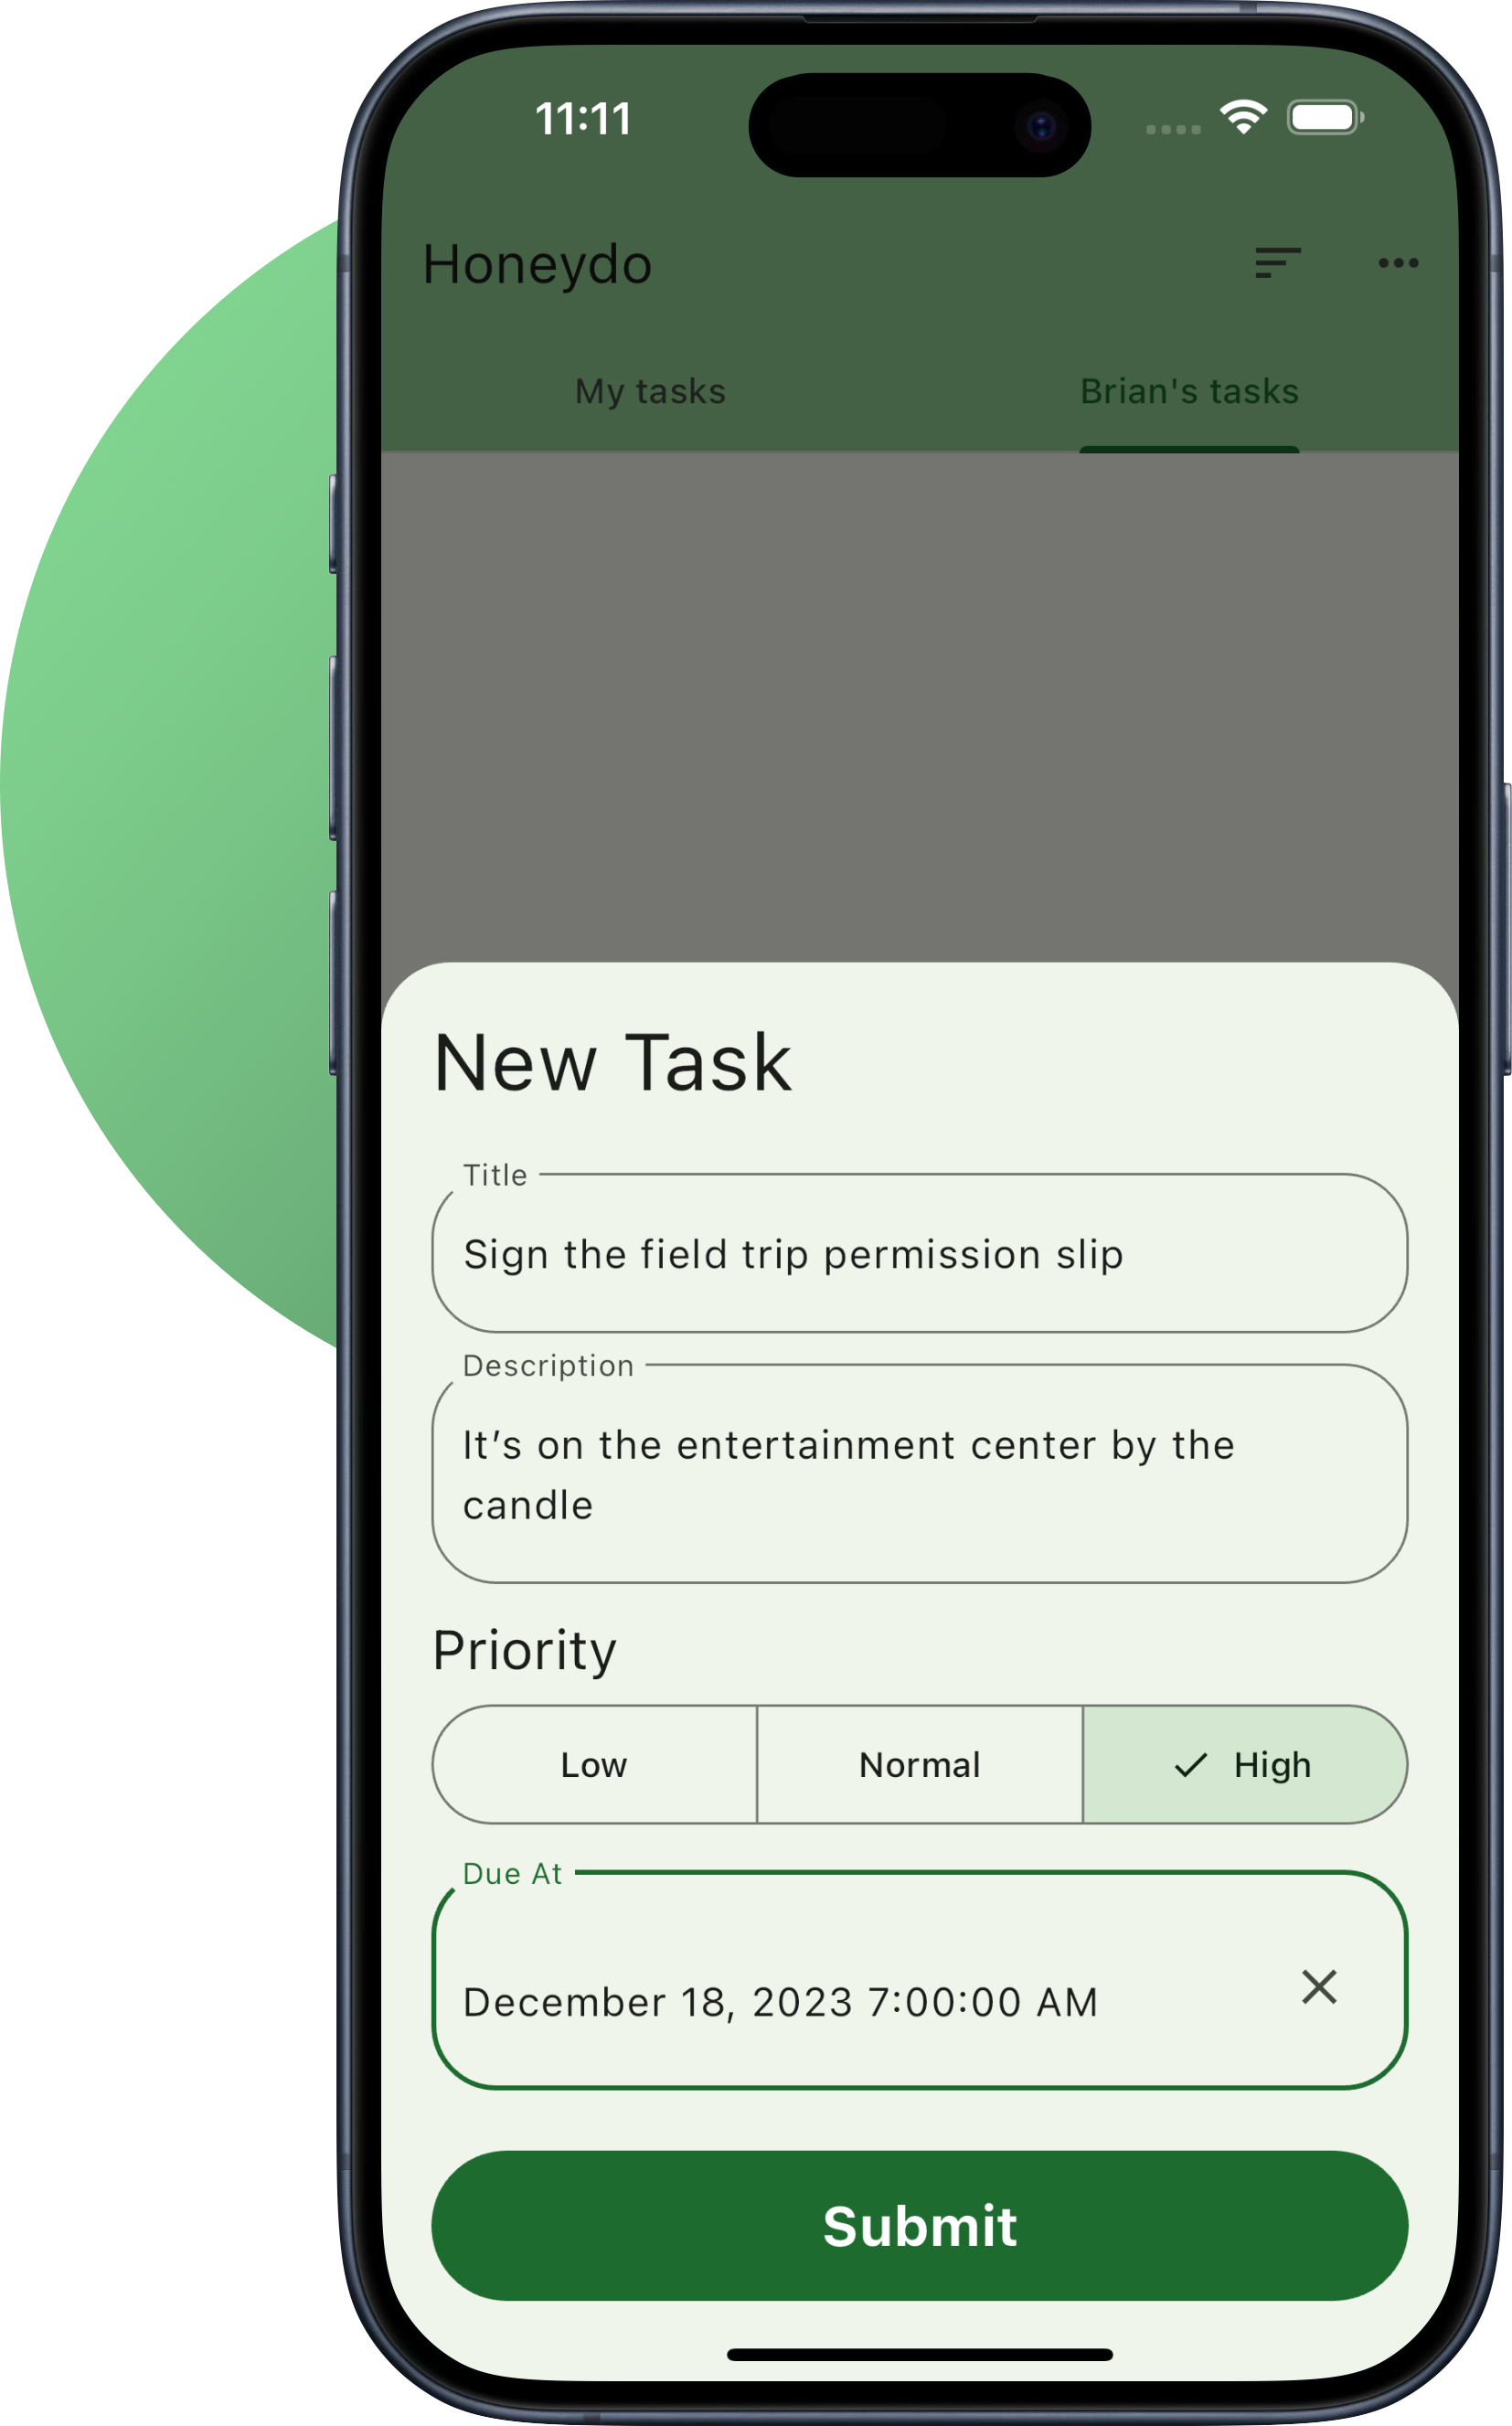 11:11
Honeydo
My tasks
Brian's tasks
New Task
Title
Sign the field trip permission slip
Description
It’s on the entertainment center by the
candle
Priority
Low
Normal
High
Due At
December 18, 2023 7:00:00 AM
Submit